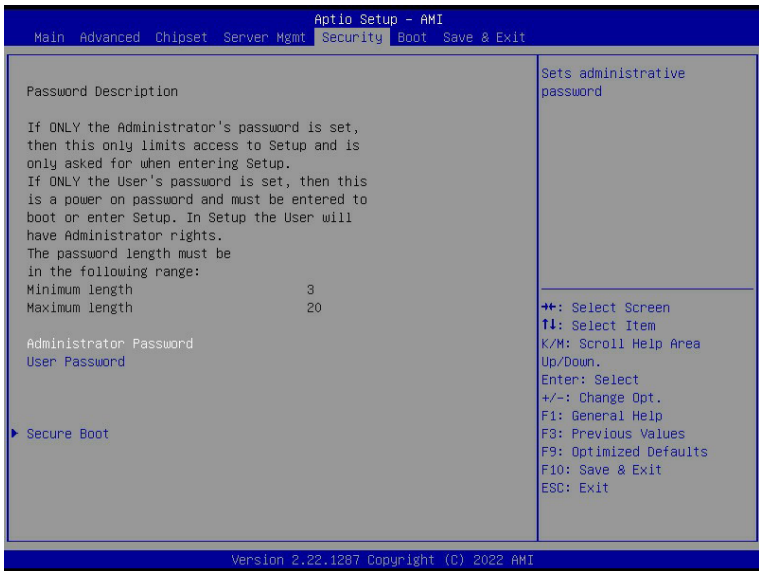 Aptio Setup – AMI
Main Advanced Chipset Server Mgmt Security Boot Save & Exit
Password Description
If ONLY the Administrator's password is set,
then this only limits access to Setup and is
only asked for when entering Setup.
If ONLY the User's password is set, then this
is a power on password and must be entered to
boot or enter Setup. In Setup the User will
have Administrator rights.
The password length must be
in the following range:
Minimum length 3
Maximum length 20
Administrator Password
User Password
Secure Boot
Sets administrative
password
→←: Select Screen
↑↓: Select Item
K/M: Scroll Help Area
Up/Down.
Enter: Select
+/-: Change Opt.
F1: General Help
F3: Previous Values
F9: Optimized Defaults
F10: Save & Exit
ESC: Exit
Version 2.22.1287 Copyright (C) 2022 AMI